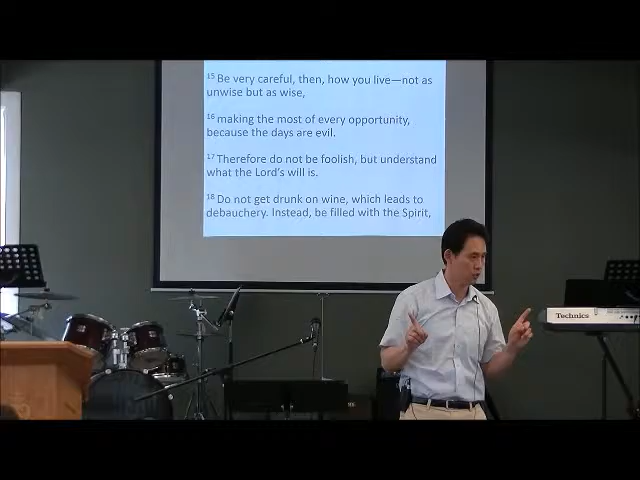 15 Be very careful, then, how you live—not as
unwise but as wise,
16 making the most of every opportunity,
because the days are evil.
17 Therefore do not be foolish, but understand
what the Lord's will is.
18 Do not get drunk on wine, which leads to
debauchery. Instead, be filled with the Spirit,
Technics